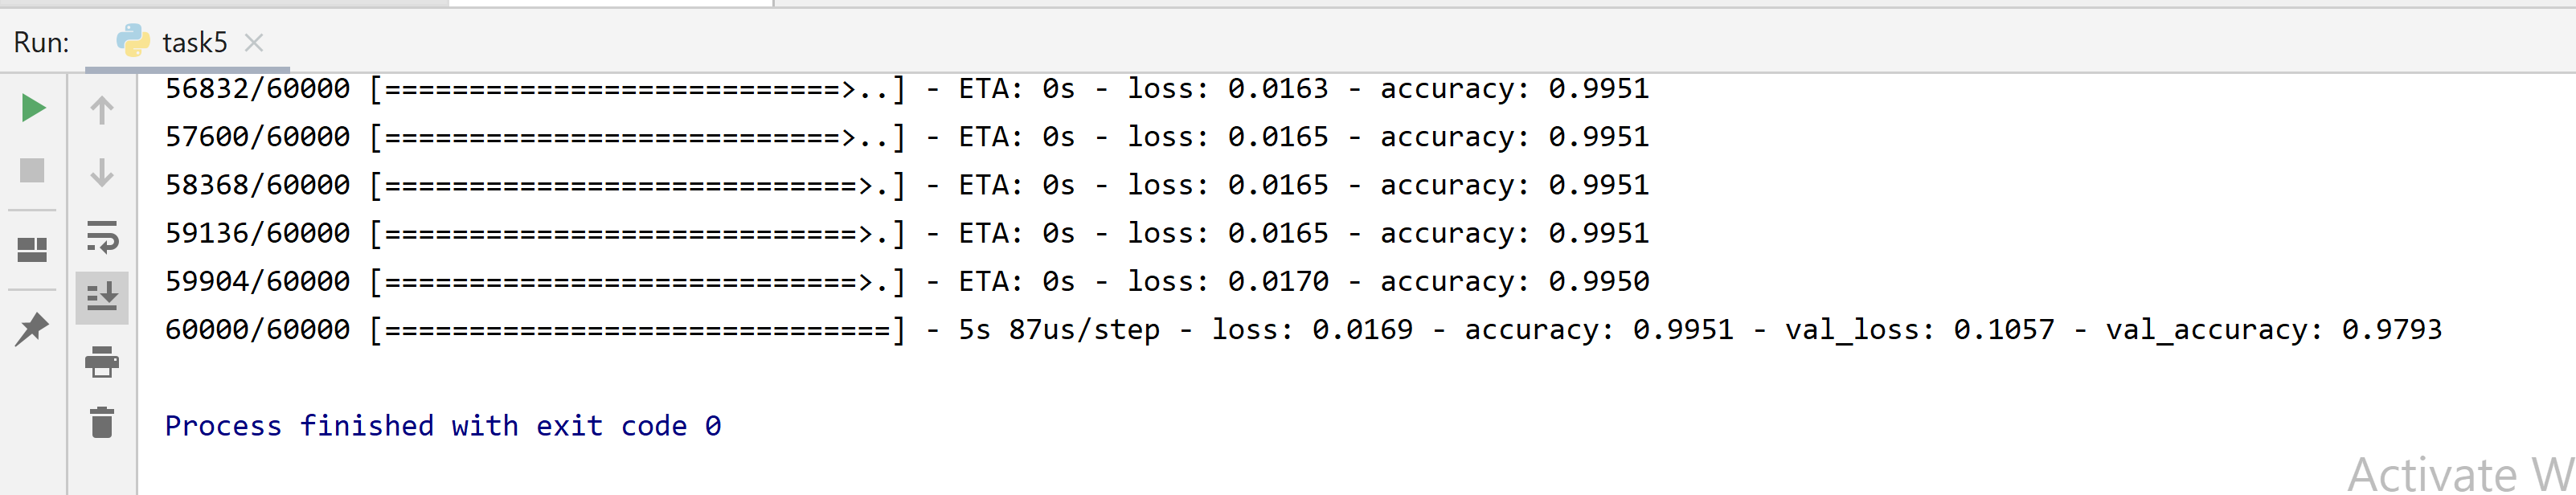 Run: task5
56832/60000 [===========================>..] - ETA: 0s - loss: 0.0163 - accuracy: 0.9951
57600/60000 [===========================>..] - ETA: 0s - loss: 0.0165 - accuracy: 0.9951
58368/60000 [============================>.] - ETA: 0s - loss: 0.0165 - accuracy: 0.9951
59136/60000 [============================>.] - ETA: 0s - loss: 0.0165 - accuracy: 0.9951
59904/60000 [============================>.] - ETA: 0s - loss: 0.0170 - accuracy: 0.9950
60000/60000 [==============================] - 5s 87us/step - loss: 0.0169 - accuracy: 0.9951 - val_loss: 0.1057 - val_accuracy: 0.9793
Process finished with exit code 0
Activate W